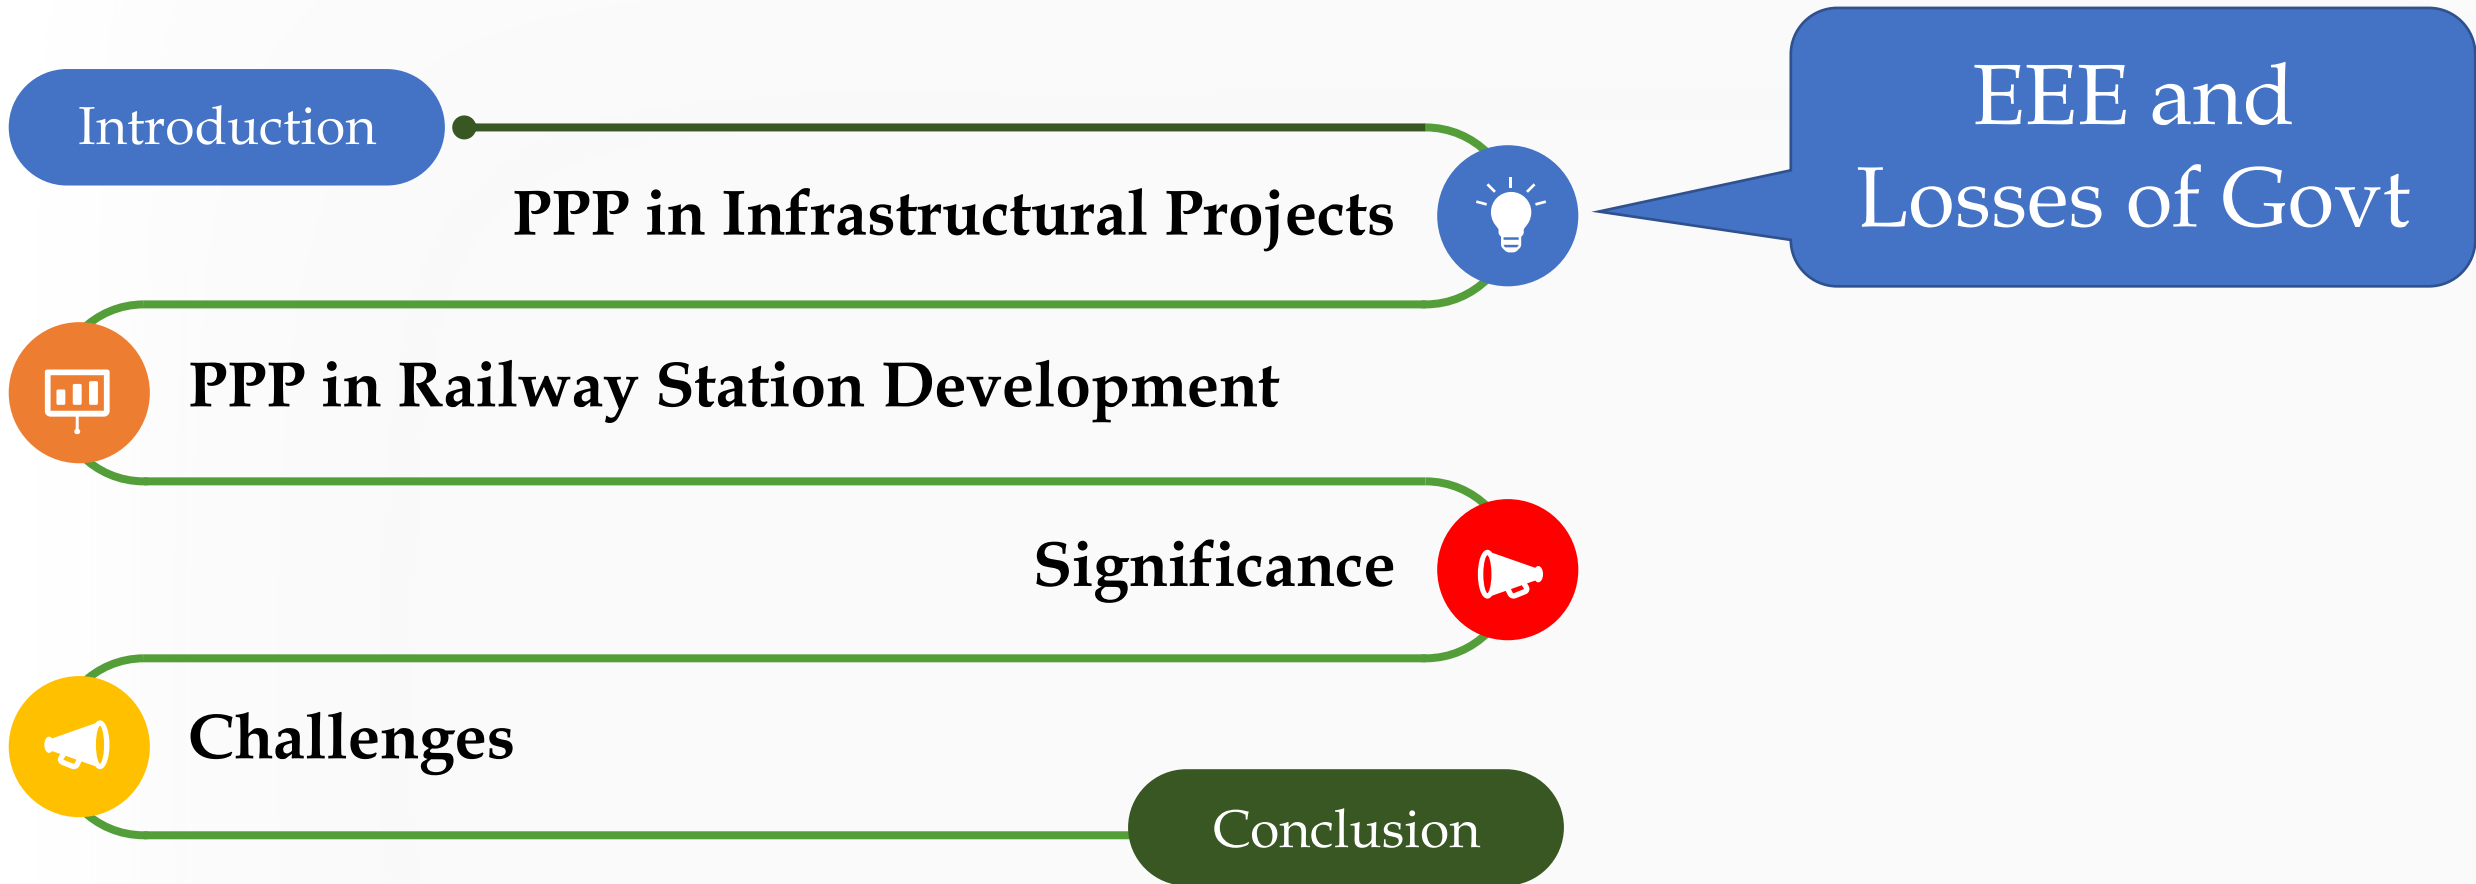 Introduction
EEE and
Losses of Govt
PPP in Infrastructural Projects
PPP in Railway Station Development
Significance
Challenges
Conclusion